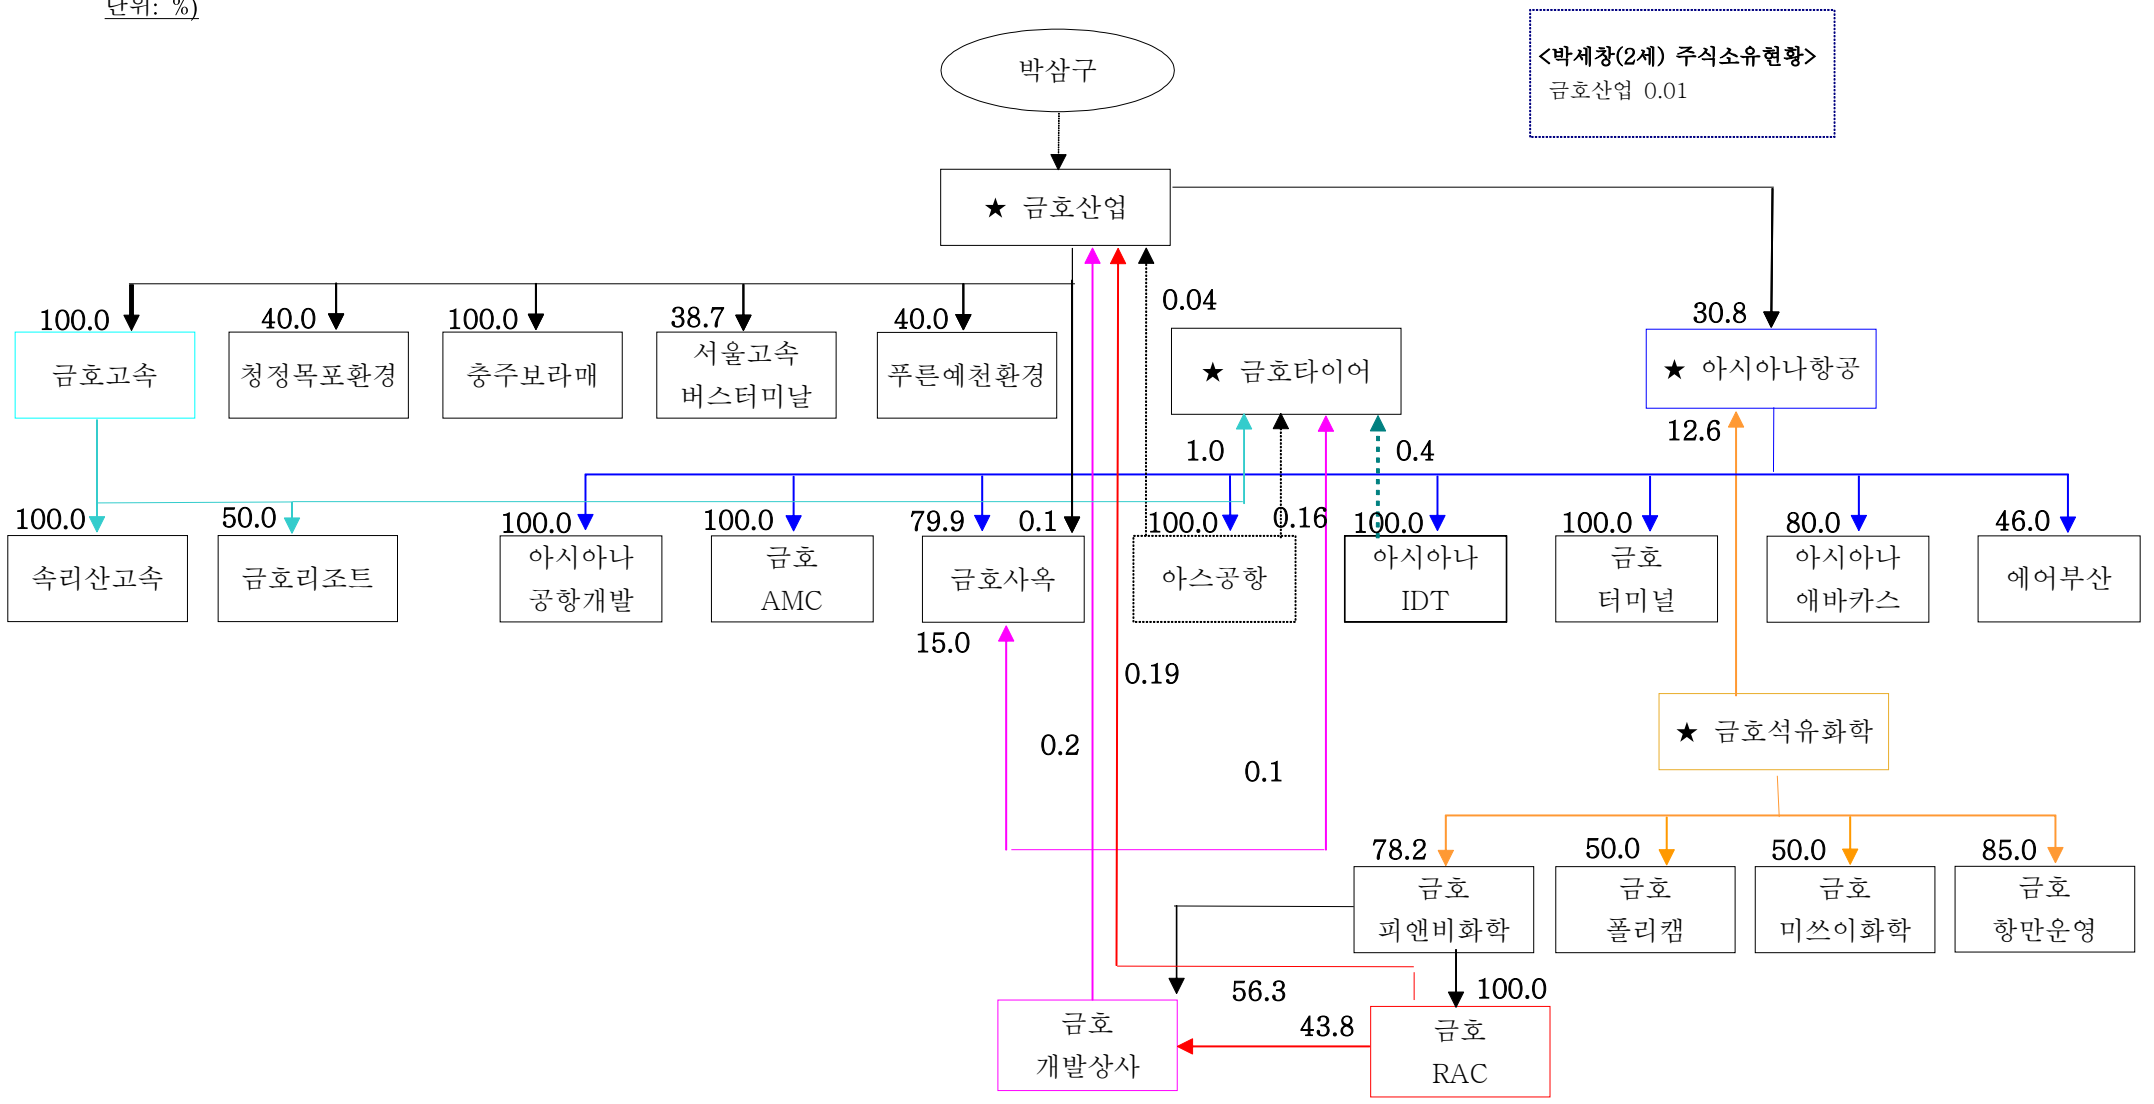 단위: %)
박삼구
<박세창(2세) 주식소유현황>
금호산업 0.01
★ 금호산업
0.04
100.0
40.0
100.0
38.7
40.0
30.8
금호고속
청정목포환경
충주보라매
서울고속
버스터미날
푸른예천환경
★ 금호타이어
★ 아시아나항공
12.6
1.0
0.4
100.0
50.0
100.0
100.0
79.9
0.1
100.0
0.16
100.0
100.0
80.0
46.0
속리산고속
금호리조트
아시아나
공항개발
금호
AMC
금호사옥
아스공항
아시아나
IDT
금호
터미널
아시아나
애바카스
에어부산
15.0
0.19
0.2
0.1
★ 금호석유화학
78.2
50.0
50.0
85.0
금호
피앤비화학
금호
폴리캠
금호
미쓰이화학
금호
항만운영
56.3
100.0
43.8
금호
개발상사
금호
RAC